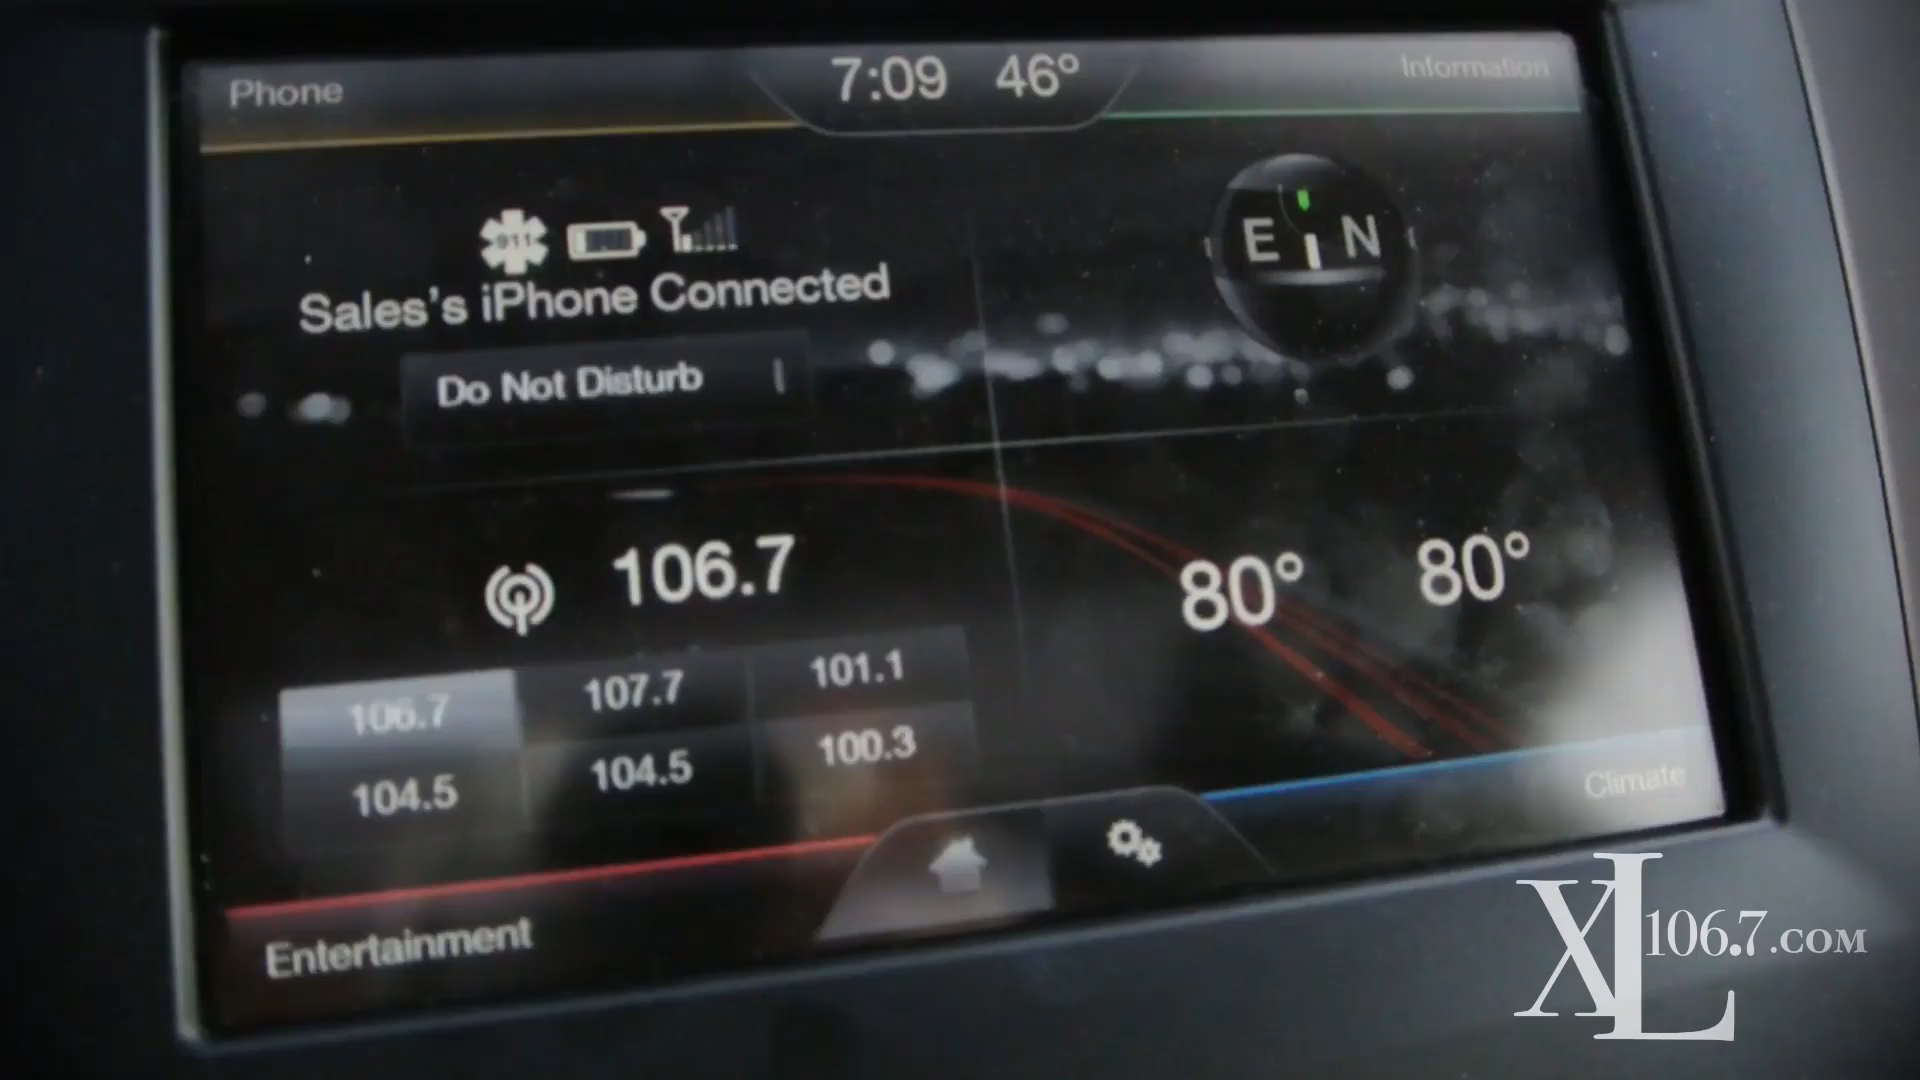 Phone
7:09 46°
Information
911
E N
Sales's iPhone Connected
Do Not Disturb
106.7
80° 80°
106.7 107.7 101.1
104.5 104.5 100.3
Climate
Entertainment
XL106.7.COM